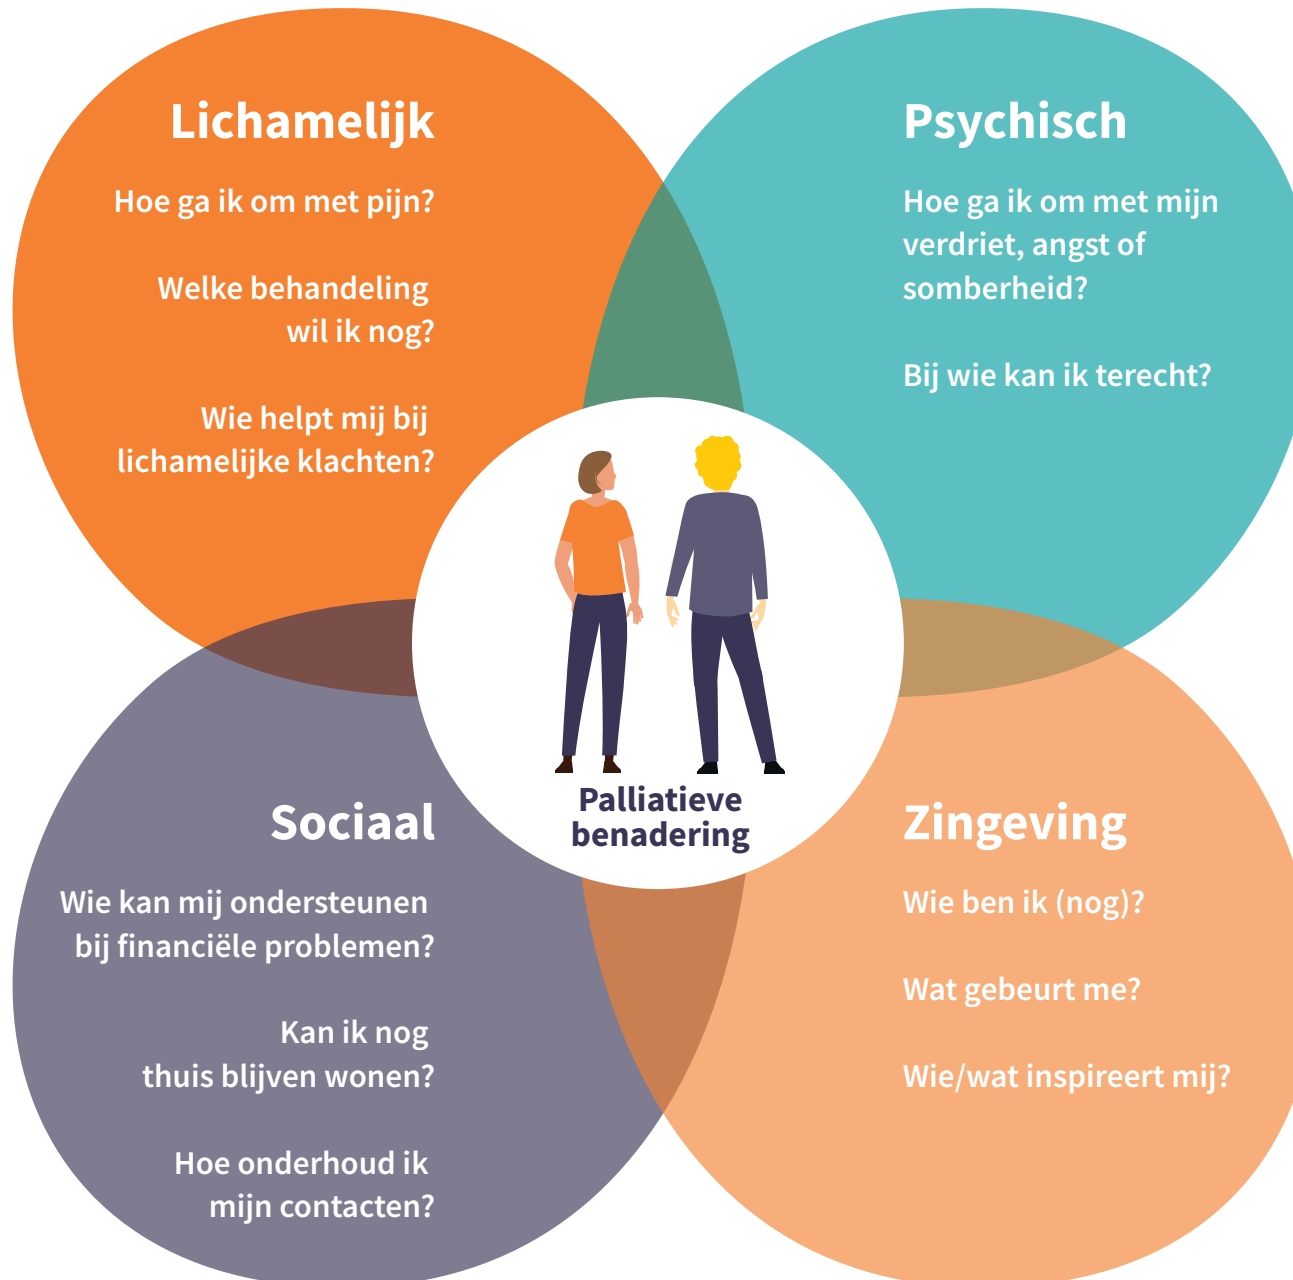 Lichamelijk
Hoe ga ik om met pijn?
Welke behandeling
wil ik nog?
Wie helpt mij bij
lichamelijke klachten?
Psychisch
Hoe ga ik om met mijn
verdriet, angst of
somberheid?
Bij wie kan ik terecht?
Palliatieve
benadering
Sociaal
Wie kan mij ondersteunen
bij financiële problemen?
Kan ik nog
thuis blijven wonen?
Hoe onderhoud ik
mijn contacten?
Zingeving
Wie ben ik (nog)?
Wat gebeurt me?
Wie/wat inspireert mij?